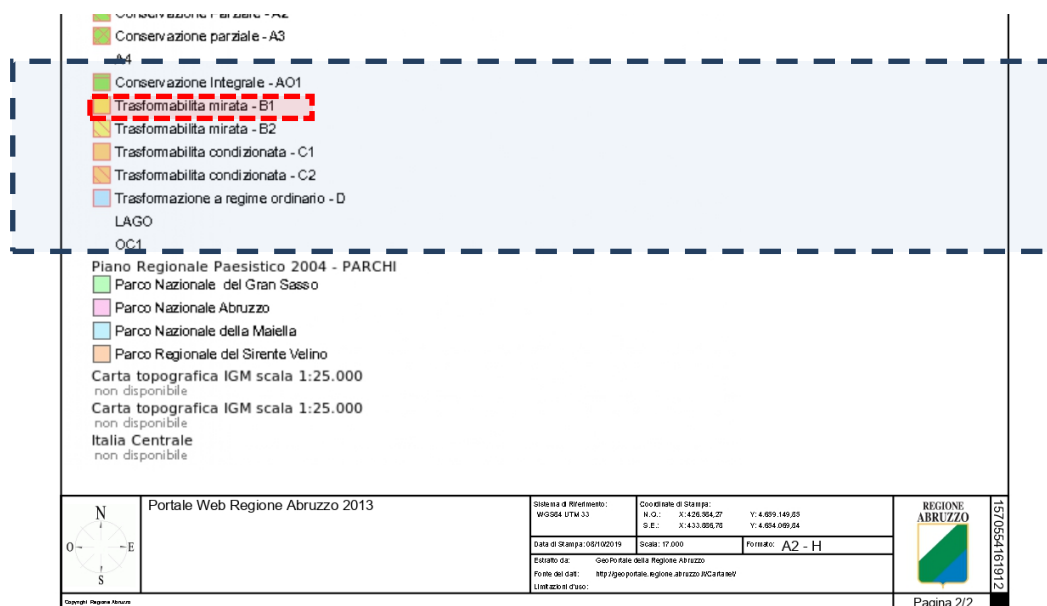 Conservazione Parziale - A2
Conservazione parziale - A3
A4
Conservazione Integrale - AO1
Trasformabilita mirata - B1
Trasformabilita mirata - B2
Trasformabilita condizionata - C1
Trasformabilita condizionata - C2
Trasformazione a regime ordinario - D
LAGO
OC1
Piano Regionale Paesistico 2004 - PARCHI
Parco Nazionale del Gran Sasso
Parco Nazionale Abruzzo
Parco Nazionale della Maiella
Parco Regionale del Sirente Velino
Carta topografica IGM scala 1:25.000
non disponibile
Carta topografica IGM scala 1:25.000
non disponibile
Italia Centrale
non disponibile
N
O
E
S
Portale Web Regione Abruzzo 2013
Sistema di Riferimento:
WGS84 UTM 33
Coordinate di Stampa:
N.O.: X:426.364,27 Y: 4.659.149,83
S.E.: X:433.686,76 Y: 4.654.069,84
Data di Stampa:08/10/2019
Scala: 17.000
Formato: A2 - H
Estratto da: GeoPortale della Regione Abruzzo
Fonte dei dati: http://geoportale.regione.abruzzo.it/Cartanet/
Limitazioni d'uso:
REGIONE
ABRUZZO
1570554161912
Copyright Regione Abruzzo
Pagina 2/2